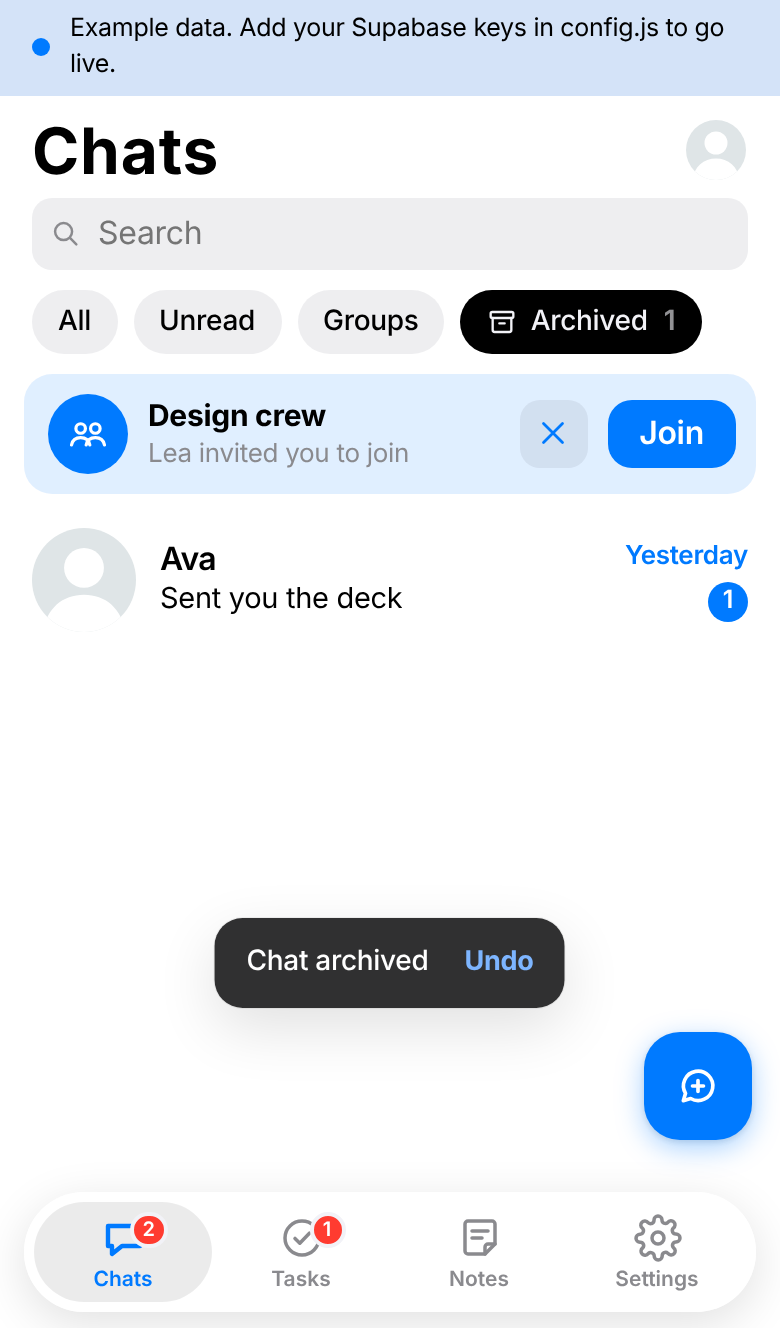 Example data. Add your Supabase keys in config.js to go
live.
Chats
Search
All
Unread
Groups
Archived 1
Design crew
Lea invited you to join
Join
Ava
Yesterday
Sent you the deck
1
Chat archived
Undo
2
1
Chats
Tasks
Notes
Settings